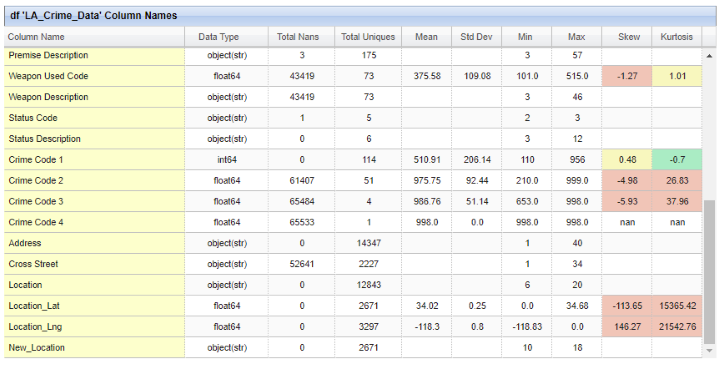 df 'LA_Crime_Data' Column Names
Column Name Data Type Total Nans Total Uniques Mean Std Dev Min Max Skew Kurtosis
Premise Description object(str) 3 175 3 57
Weapon Used Code float64 43419 73 375.58 109.08 101.0 515.0 -1.27 1.01
Weapon Description object(str) 43419 73 3 46
Status Code object(str) 1 5 2 3
Status Description object(str) 0 6 3 12
Crime Code 1 int64 0 114 510.91 206.14 110 956 0.48 -0.7
Crime Code 2 float64 61407 51 975.75 92.44 210.0 999.0 -4.98 26.83
Crime Code 3 float64 65484 4 986.76 51.14 653.0 998.0 -5.93 37.96
Crime Code 4 float64 65533 1 998.0 0.0 998.0 998.0 nan nan
Address object(str) 0 14347 1 40
Cross Street object(str) 52641 2227 1 34
Location object(str) 0 12843 6 20
Location_Lat float64 0 2671 34.02 0.25 0.0 34.68 -113.65 15365.42
Location_Lng float64 0 3297 -118.3 0.8 -118.83 0.0 146.27 21542.76
New_Location object(str) 0 2671 10 18